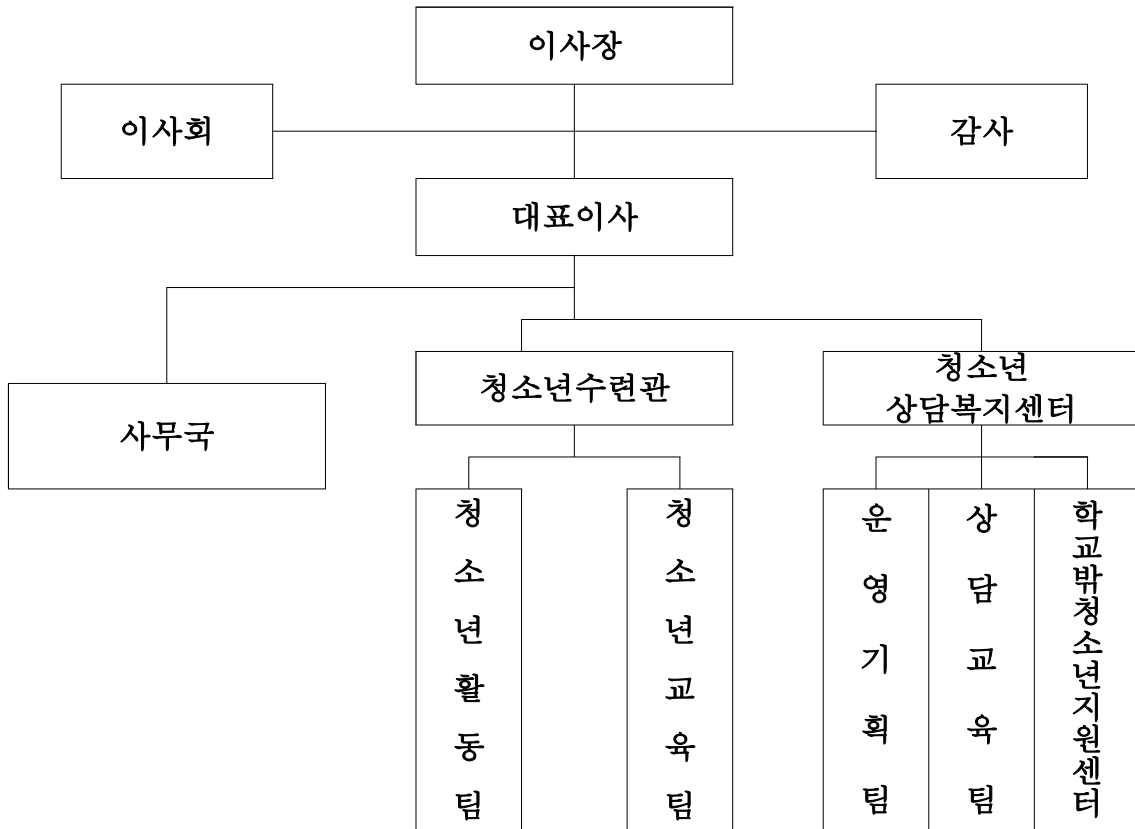 이사장
이사회
감사
대표이사
청소년수련관
청소년
상담복지센터
사무국
청소년활동팀
청소년교육팀
운영기획팀
상담교육팀
학교밖청소년지원센터